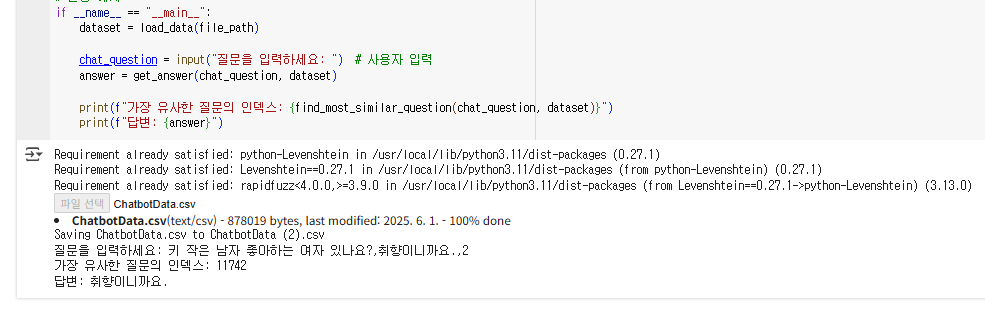 if __name__ == "__main__":
    dataset = load_data(file_path)
    chat_question = input("질문을 입력하세요: ")  # 사용자 입력
    answer = get_answer(chat_question, dataset)
    print(f"가장 유사한 질문의 인덱스: {find_most_similar_question(chat_question, dataset)}")
    print(f"답변: {answer}")
Requirement already satisfied: python-Levenshtein in /usr/local/lib/python3.11/dist-packages (0.27.1)
Requirement already satisfied: Levenshtein==0.27.1 in /usr/local/lib/python3.11/dist-packages (from python-Levenshtein) (0.27.1)
Requirement already satisfied: rapidfuzz<4.0.0,>=3.9.0 in /usr/local/lib/python3.11/dist-packages (from Levenshtein==0.27.1->python-Levenshtein) (3.13.0)
파일 선택 ChatbotData.csv
• ChatbotData.csv(text/csv) - 878019 bytes, last modified: 2025. 6. 1. - 100% done
Saving ChatbotData.csv to ChatbotData (2).csv
질문을 입력하세요: 키 작은 남자 좋아하는 여자 있나요?,취향이니까요.,2
가장 유사한 질문의 인덱스: 11742
답변: 취향이니까요.